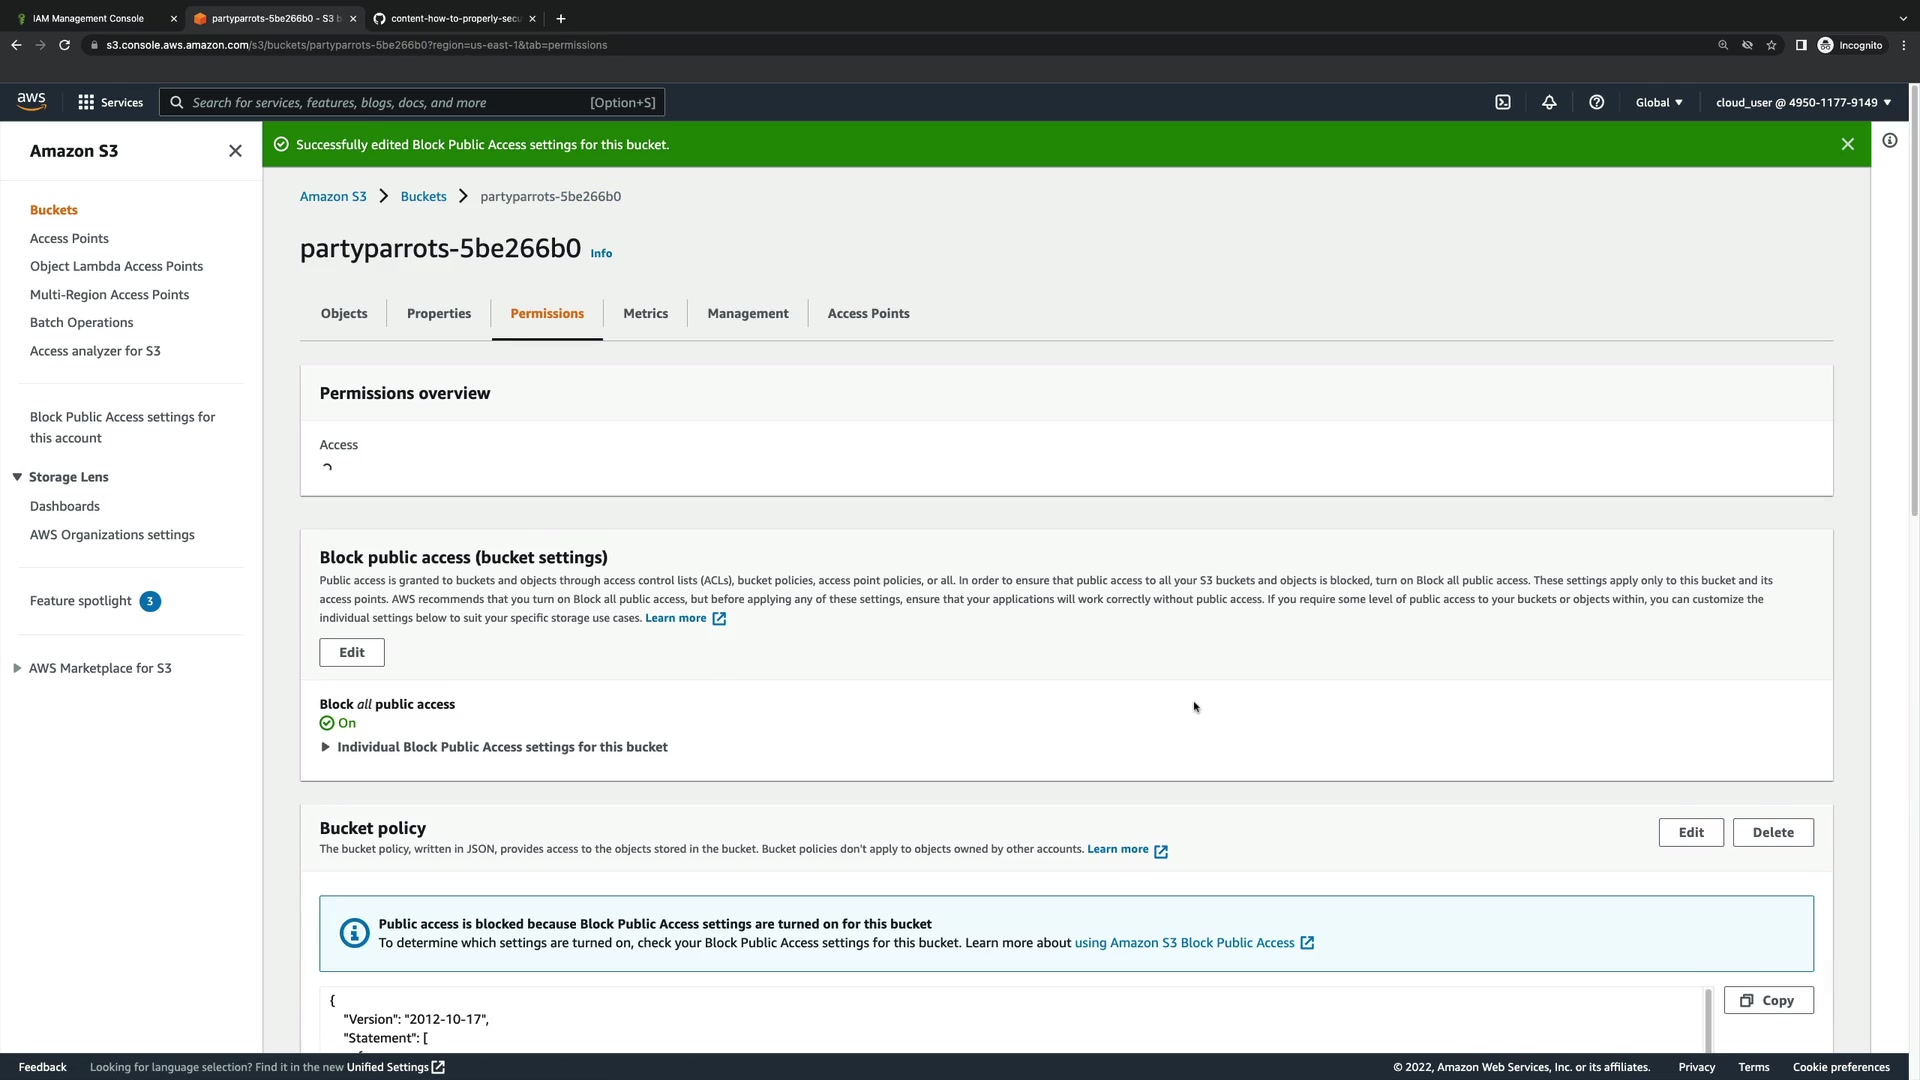 IAM Management Console
partyparrots-5be266b0 - S3 b
content-how-to-properly-secu
s3.console.aws.amazon.com/s3/buckets/partyparrots-5be266b0?region=us-east-1&tab=permissions
Incognito
aws
Services
Search for services, features, blogs, docs, and more
[Option+S]
Global
cloud_user @ 4950-1177-9149
Amazon S3
Successfully edited Block Public Access settings for this bucket.
Buckets
Access Points
Object Lambda Access Points
Multi-Region Access Points
Batch Operations
Access analyzer for S3
Block Public Access settings for
this account
Storage Lens
Dashboards
AWS Organizations settings
Feature spotlight 3
AWS Marketplace for S3
Amazon S3 > Buckets > partyparrots-5be266b0
partyparrots-5be266b0 Info
Objects
Properties
Permissions
Metrics
Management
Access Points
Permissions overview
Access
Block public access (bucket settings)
Public access is granted to buckets and objects through access control lists (ACLs), bucket policies, access point policies, or all. In order to ensure that public access to all your S3 buckets and objects is blocked, turn on Block all public access. These settings apply only to this bucket and its
access points. AWS recommends that you turn on Block all public access, but before applying any of these settings, ensure that your applications will work correctly without public access. If you require some level of public access to your buckets or objects within, you can customize the
individual settings below to suit your specific storage use cases. Learn more
Edit
Block all public access
On
Individual Block Public Access settings for this bucket
Bucket policy
The bucket policy, written in JSON, provides access to the objects stored in the bucket. Bucket policies don't apply to objects owned by other accounts. Learn more
Edit
Delete
Public access is blocked because Block Public Access settings are turned on for this bucket
To determine which settings are turned on, check your Block Public Access settings for this bucket. Learn more about using Amazon S3 Block Public Access
{
"Version": "2012-10-17",
"Statement": [
Copy
Feedback
Looking for language selection? Find it in the new Unified Settings
© 2022, Amazon Web Services, Inc. or its affiliates.
Privacy
Terms
Cookie preferences